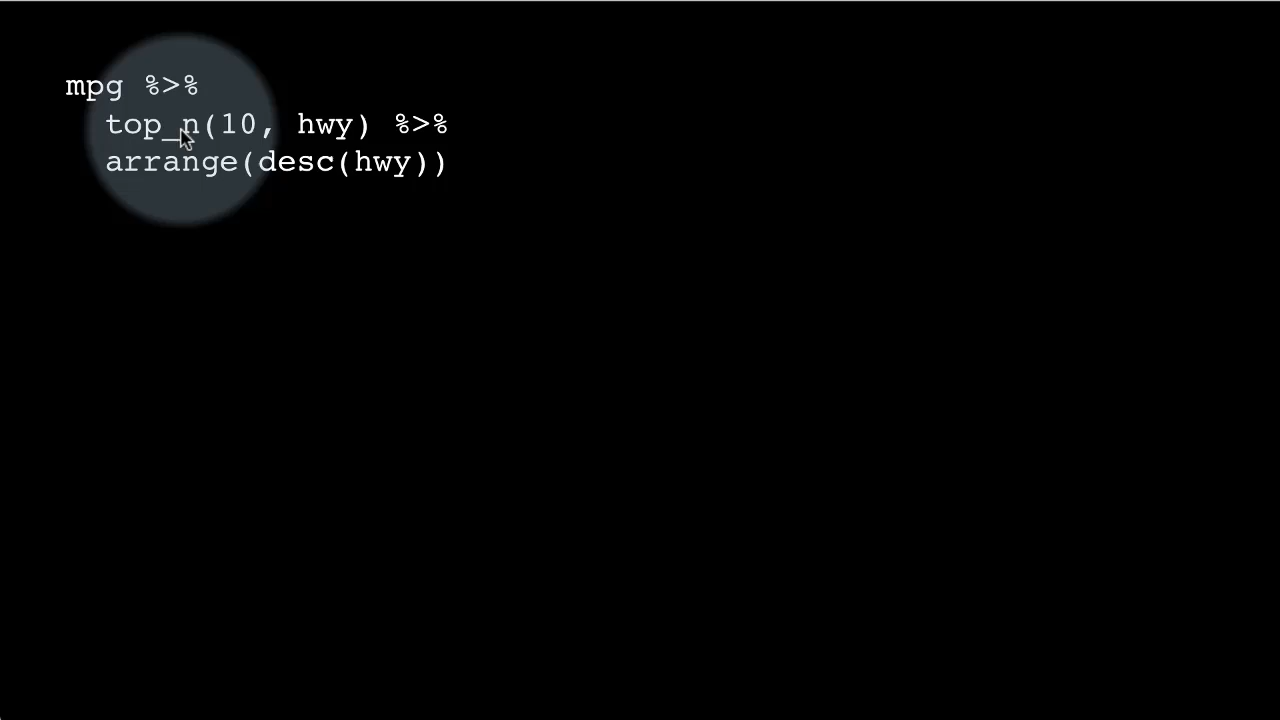 mpg %>%
  top_n(10, hwy) %>%
  arrange(desc(hwy))